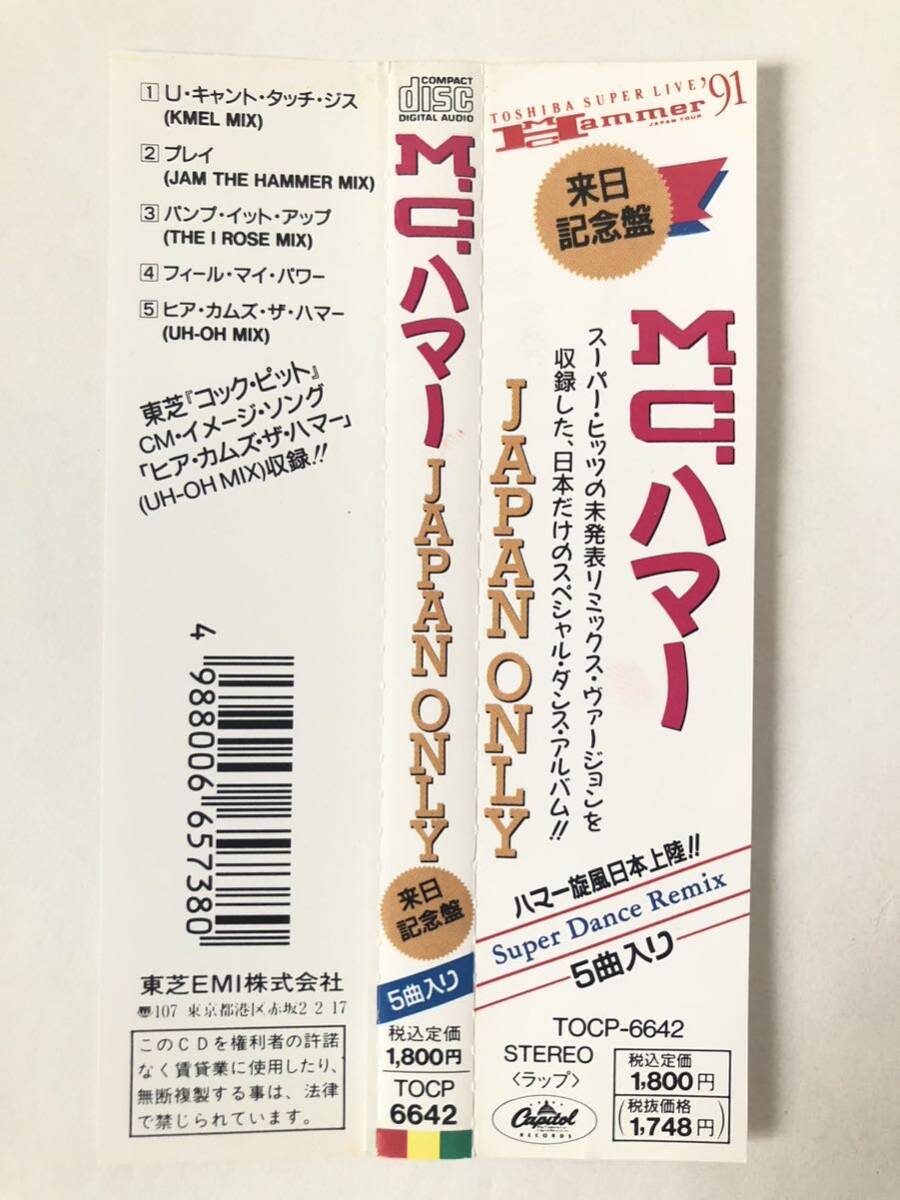 1 U・キャント・タッチ・ジス
(KMEL MIX)
2 プレイ
(JAM THE HAMMER MIX)
3 パンプ・イット・アップ
(THE I ROSE MIX)
4 フィール・マイ・パワー
5 ヒア・カムズ・ザ・ハマー
(UH-OH MIX)
東芝『コック・ピット』
CM・イメージ・ソング
「ヒア・カムズ・ザ・ハマー」
(UH-OH MIX)収録!!
4 988006 657380
東芝EMI株式会社
〠107 東京都港区赤坂2 2 17
このCDを権利者の許諾
なく賃貸業に使用したり、
無断複製する事は、法律
で禁じられています。
COMPACT
disc
DIGITAL AUDIO
M.C.ハマー
JAPAN ONLY
来日
記念盤
5曲入り
税込定価
1,800円
TOCP
6642
TOSHIBA SUPER LIVE '91
MC Hammer
JAPAN TOUR
来日
記念盤
M.C.ハマー
スーパー・ヒッツの未発表リミックス・ヴァージョンを
収録した、日本だけのスペシャル・ダンス・アルバム!!
JAPAN ONLY
ハマー旋風日本上陸!!
Super Dance Remix
5曲入り
TOCP-6642
STEREO
〈ラップ〉
税込定価
1,800円
(税抜価格
1,748円)
Capitol
RECORDS